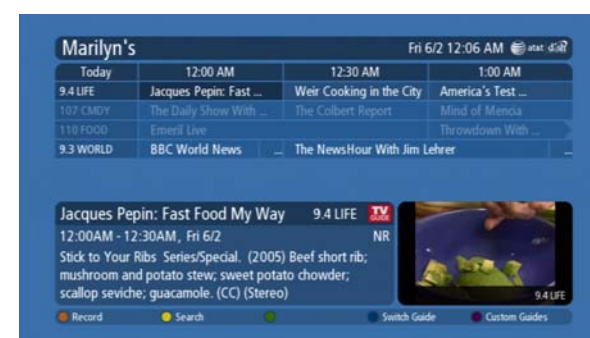 Marilyn's Fri 6/2 12:06 AM at&t dish
Today 12:00 AM 12:30 AM 1:00 AM
9.4 LIFE Jacques Pepin: Fast ... Weir Cooking in the City America's Test ...
107 CMDY The Daily Show With ... The Colbert Report Mind of Mencia
110 FOOD Emeril Live Throwdown With ...
9.3 WORLD BBC World News ... The NewsHour With Jim Lehrer ...
Jacques Pepin: Fast Food My Way 9.4 LIFE TV GUIDE
12:00AM - 12:30AM, Fri 6/2 NR
Stick to Your Ribs Series/Special. (2005) Beef short rib;
mushroom and potato stew; sweet potato chowder;
scallop seviche; guacamole. (CC) (Stereo)
9.4 LIFE
Record Search Switch Guide Custom Guides